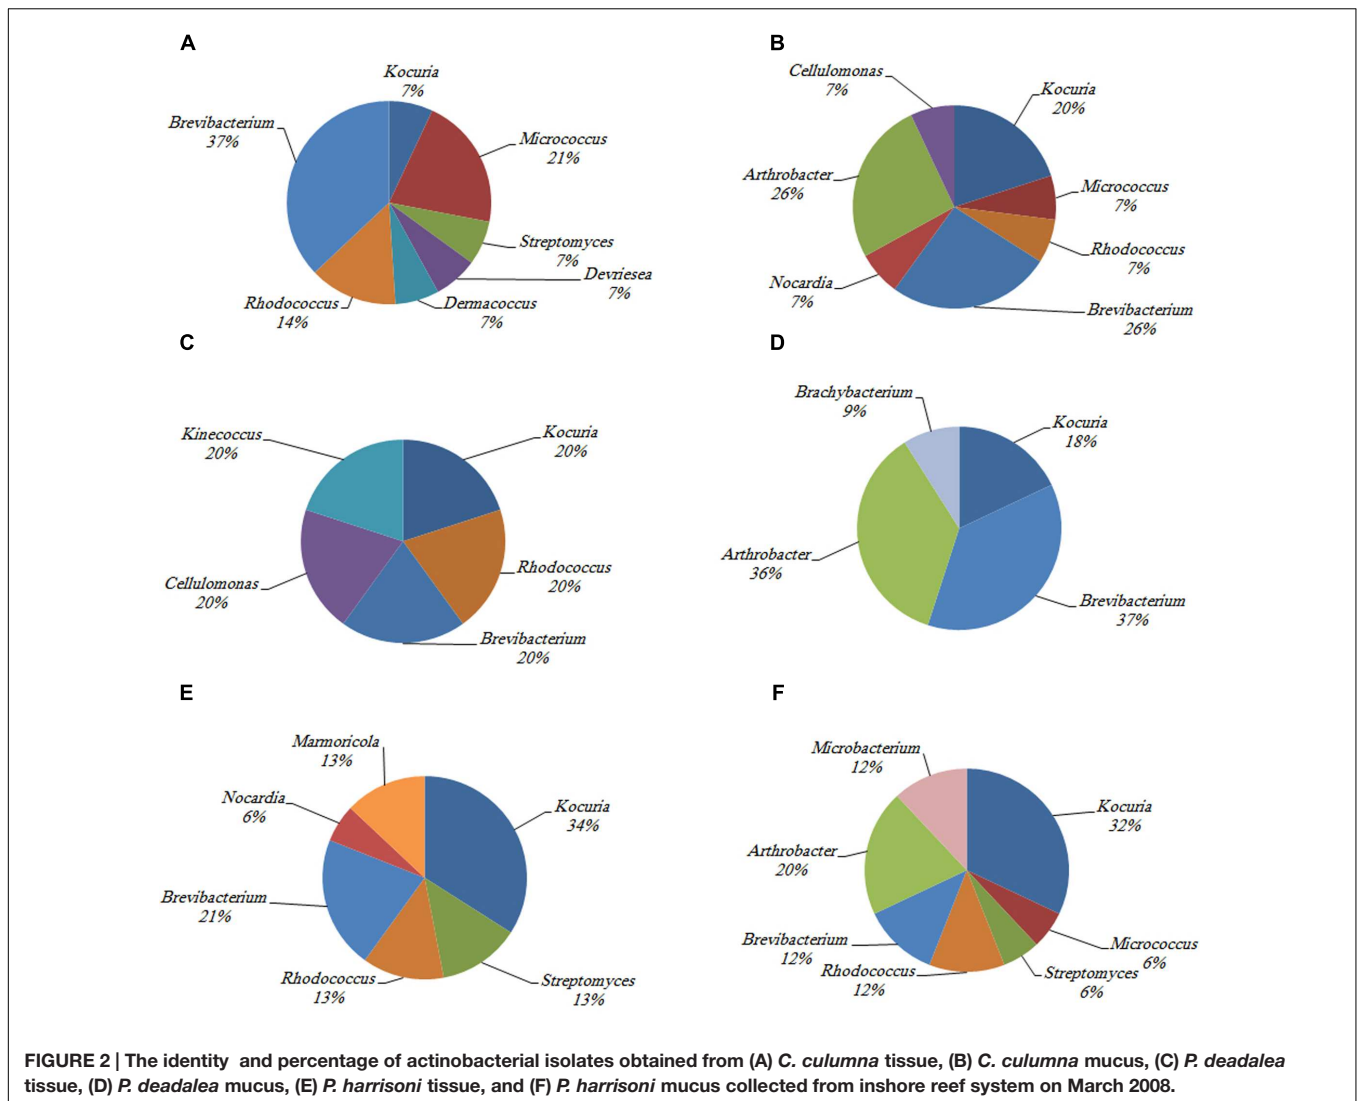 A
Kocuria
7%
Brevibacterium
37%
Micrococcus
21%
Streptomyces
7%
Devriesea
7%
Rhodococcus
14%
Dermacoccus
7%
B
Cellulomonas
7%
Kocuria
20%
Arthrobacter
26%
Micrococcus
7%
Rhodococcus
7%
Nocardia
7%
Brevibacterium
26%
C
Kinecoccus
20%
Kocuria
20%
Rhodococcus
20%
Cellulomonas
20%
Brevibacterium
20%
D
Brachybacterium
9%
Kocuria
18%
Arthrobacter
36%
Brevibacterium
37%
E
Marmoricola
13%
Nocardia
6%
Kocuria
34%
Brevibacterium
21%
Rhodococcus
13%
Streptomyces
13%
F
Microbacterium
12%
Kocuria
32%
Arthrobacter
20%
Brevibacterium
12%
Micrococcus
6%
Rhodococcus
12%
Streptomyces
6%
FIGURE 2 | The identity and percentage of actinobacterial isolates obtained from (A) C. culumna tissue, (B) C. culumna mucus, (C) P. deadalea
tissue, (D) P. deadalea mucus, (E) P. harrisoni tissue, and (F) P. harrisoni mucus collected from inshore reef system on March 2008.